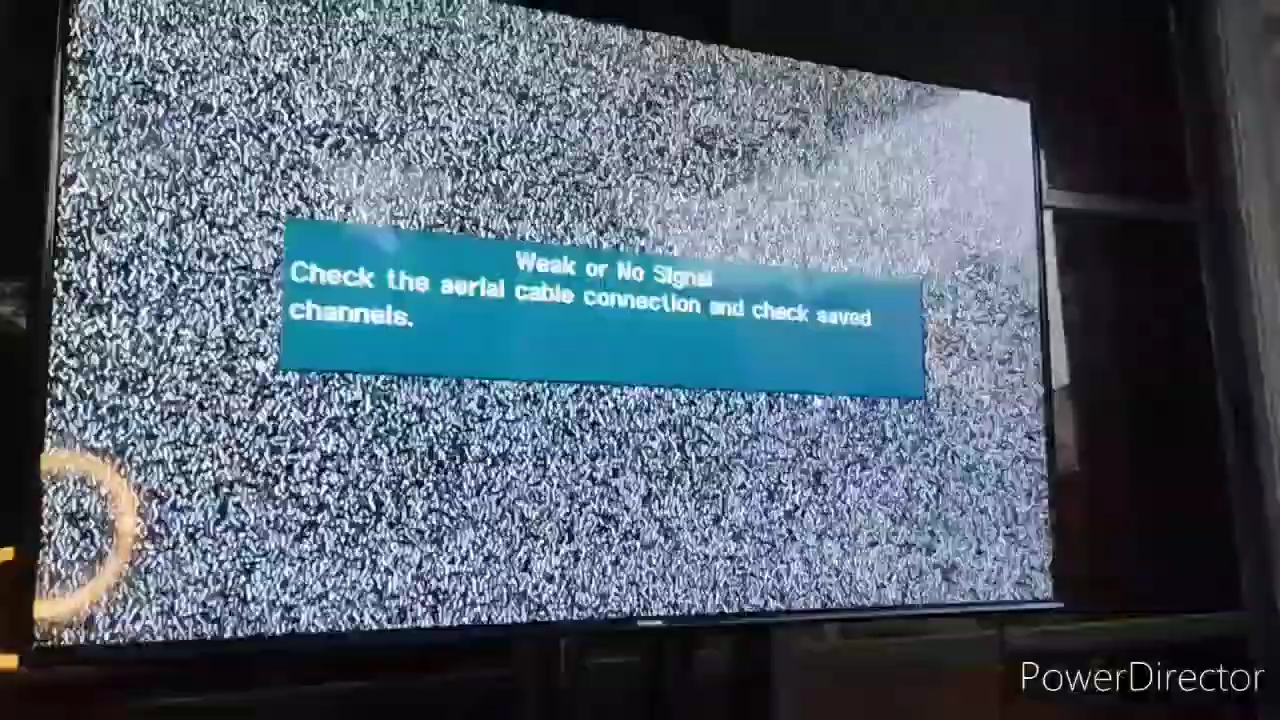 Weak or No Signal
Check the aerial cable connection and check saved
channels.
PowerDirector